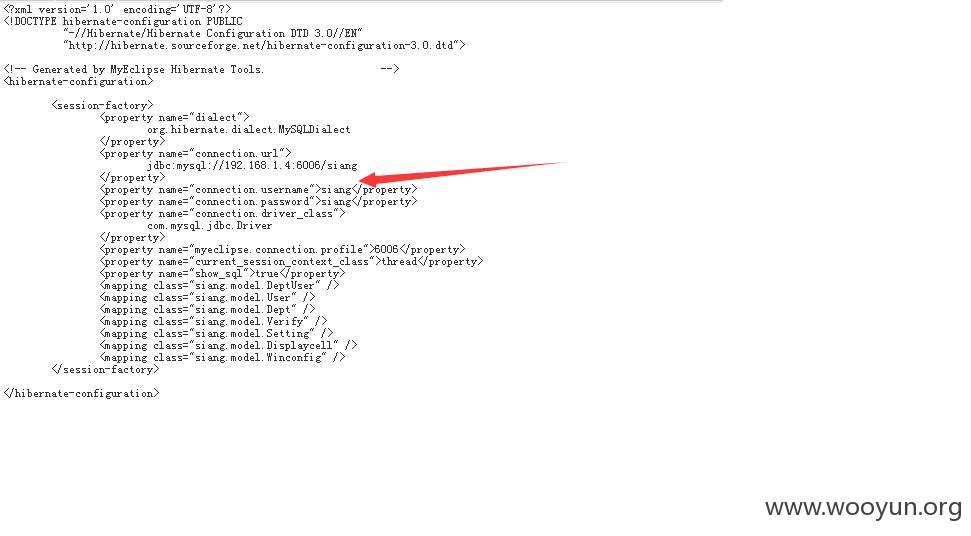 <?xml version='1.0' encoding='UTF-8'?>
<!DOCTYPE hibernate-configuration PUBLIC
"-//Hibernate/Hibernate Configuration DTD 3.0//EN"
"http://hibernate.sourceforge.net/hibernate-configuration-3.0.dtd">
<!-- Generated by MyEclipse Hibernate Tools. -->
<hibernate-configuration>
<session-factory>
<property name="dialect">
org.hibernate.dialect.MySQLDialect
</property>
<property name="connection.url">
jdbc:mysql://192.168.1.4:6006/siang
</property>
<property name="connection.username">siang</property>
<property name="connection.password">siang</property>
<property name="connection.driver_class">
com.mysql.jdbc.Driver
</property>
<property name="myeclipse.connection.profile">6006</property>
<property name="current_session_context_class">thread</property>
<property name="show_sql">true</property>
<mapping class="siang.model.DeptUser" />
<mapping class="siang.model.User" />
<mapping class="siang.model.Dept" />
<mapping class="siang.model.Verify" />
<mapping class="siang.model.Setting" />
<mapping class="siang.model.Displaycell" />
<mapping class="siang.model.Winconfig" />
</session-factory>
</hibernate-configuration>
www.wooyun.org